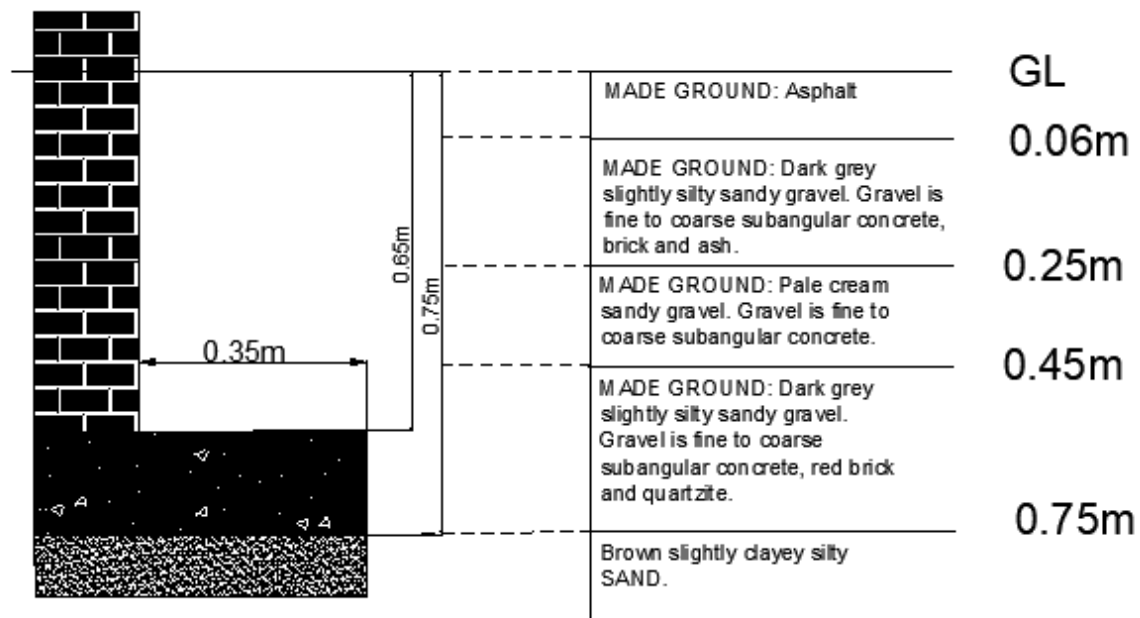 GL
MADE GROUND: Asphalt
0.06m
MADE GROUND: Dark grey
slightly silty sandy gravel. Gravel is
fine to coarse subangular concrete,
brick and ash.
0.65m
0.75m
0.25m
MADE GROUND: Pale cream
sandy gravel. Gravel is fine to
coarse subangular concrete.
0.35m
0.45m
MADE GROUND: Dark grey
slightly silty sandy gravel.
Gravel is fine to coarse
subangular concrete, red brick
and quartzite.
0.75m
Brown slightly clayey silty
SAND.